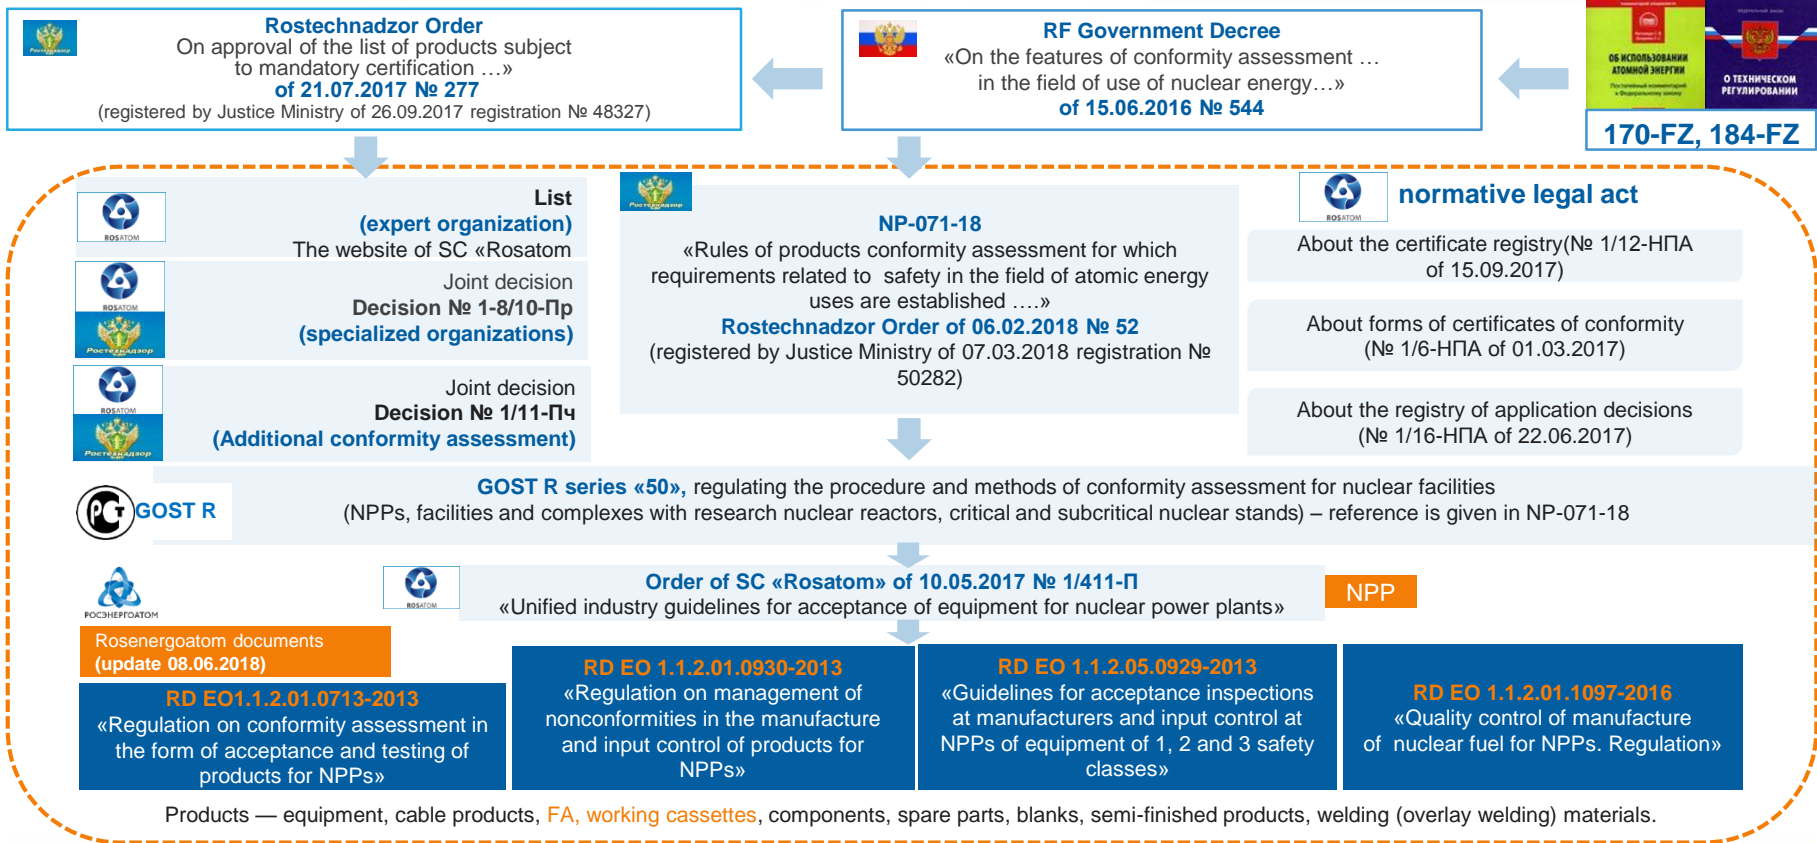 Ростехнадзор
Rostechnadzor Order
On approval of the list of products subject
to mandatory certification …»
of 21.07.2017 № 277
(registered by Justice Ministry of 26.09.2017 registration № 48327)
RF Government Decree
«On the features of conformity assessment …
in the field of use of nuclear energy…»
of 15.06.2016 № 544
ОБ ИСПОЛЬЗОВАНИИ
АТОМНОЙ ЭНЕРГИИ
Постатейный комментарий
к Федеральному закону
ФЕДЕРАЛЬНЫЙ ЗАКОН
О ТЕХНИЧЕСКОМ
РЕГУЛИРОВАНИИ
170-FZ, 184-FZ
ROSATOM
List
(expert organization)
The website of SC «Rosatom
ROSATOM
Ростехнадзор
Joint decision
Decision № 1-8/10-Пр
(specialized organizations)
ROSATOM
Ростехнадзор
Joint decision
Decision № 1/11-Пч
(Additional conformity assessment)
Ростехнадзор
NP-071-18
«Rules of products conformity assessment for which
requirements related to safety in the field of atomic energy
uses are established ….»
Rostechnadzor Order of 06.02.2018 № 52
(registered by Justice Ministry of 07.03.2018 registration №
50282)
ROSATOM
normative legal act
About the certificate registry(№ 1/12-НПА
of 15.09.2017)
About forms of certificates of conformity
(№ 1/6-НПА of 01.03.2017)
About the registry of application decisions
(№ 1/16-НПА of 22.06.2017)
GOST R
GOST R series «50», regulating the procedure and methods of conformity assessment for nuclear facilities
(NPPs, facilities and complexes with research nuclear reactors, critical and subcritical nuclear stands) – reference is given in NP-071-18
РОСЭНЕРГОАТОМ
ROSATOM
Order of SC «Rosatom» of 10.05.2017 № 1/411-П
«Unified industry guidelines for acceptance of equipment for nuclear power plants»
NPP
Rosenergoatom documents
(update 08.06.2018)
RD EO1.1.2.01.0713-2013
«Regulation on conformity assessment in
the form of acceptance and testing of
products for NPPs»
RD EO 1.1.2.01.0930-2013
«Regulation on management of
nonconformities in the manufacture
and input control of products for
NPPs»
RD EO 1.1.2.05.0929-2013
«Guidelines for acceptance inspections
at manufacturers and input control at
NPPs of equipment of 1, 2 and 3 safety
classes»
RD EO 1.1.2.01.1097-2016
«Quality control of manufacture
of nuclear fuel for NPPs. Regulation»
Products — equipment, cable products, FA, working cassettes, components, spare parts, blanks, semi-finished products, welding (overlay welding) materials.